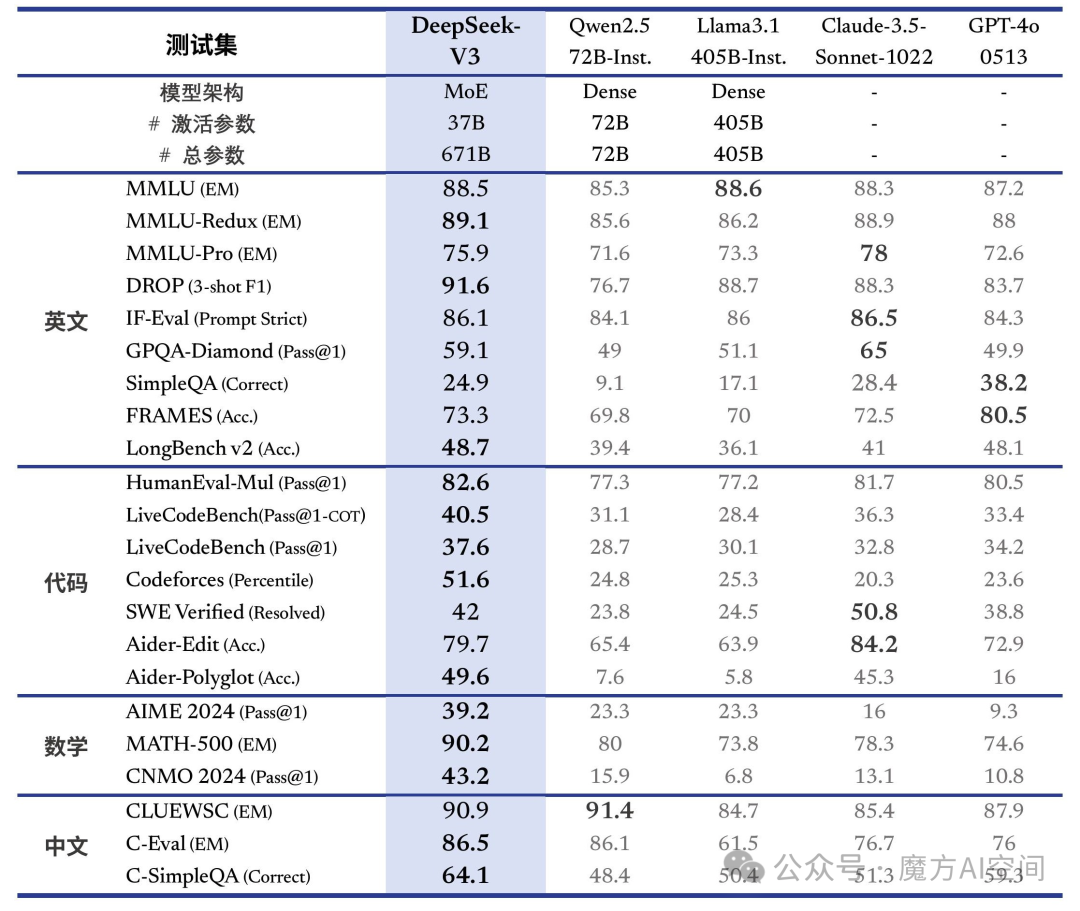 测试集 DeepSeek-V3 Qwen2.5 72B-Inst. Llama3.1 405B-Inst. Claude-3.5-Sonnet-1022 GPT-4o 0513
模型架构 MoE Dense Dense - -
# 激活参数 37B 72B 405B - -
# 总参数 671B 72B 405B - -
英文
MMLU (EM) 88.5 85.3 88.6 88.3 87.2
MMLU-Redux (EM) 89.1 85.6 86.2 88.9 88
MMLU-Pro (EM) 75.9 71.6 73.3 78 72.6
DROP (3-shot F1) 91.6 76.7 88.7 88.3 83.7
IF-Eval (Prompt Strict) 86.1 84.1 86 86.5 84.3
GPQA-Diamond (Pass@1) 59.1 49 51.1 65 49.9
SimpleQA (Correct) 24.9 9.1 17.1 28.4 38.2
FRAMES (Acc.) 73.3 69.8 70 72.5 80.5
LongBench v2 (Acc.) 48.7 39.4 36.1 41 48.1
代码
HumanEval-Mul (Pass@1) 82.6 77.3 77.2 81.7 80.5
LiveCodeBench(Pass@1-COT) 40.5 31.1 28.4 36.3 33.4
LiveCodeBench (Pass@1) 37.6 28.7 30.1 32.8 34.2
Codeforces (Percentile) 51.6 24.8 25.3 20.3 23.6
SWE Verified (Resolved) 42 23.8 24.5 50.8 38.8
Aider-Edit (Acc.) 79.7 65.4 63.9 84.2 72.9
Aider-Polyglot (Acc.) 49.6 7.6 5.8 45.3 16
数学
AIME 2024 (Pass@1) 39.2 23.3 23.3 16 9.3
MATH-500 (EM) 90.2 80 73.8 78.3 74.6
CNMO 2024 (Pass@1) 43.2 15.9 6.8 13.1 10.8
中文
CLUEWSC (EM) 90.9 91.4 84.7 85.4 87.9
C-Eval (EM) 86.5 86.1 61.5 76.7 76
C-SimpleQA (Correct) 64.1 48.4 50.4 51.3 59.3
公众号 · 魔方AI空间